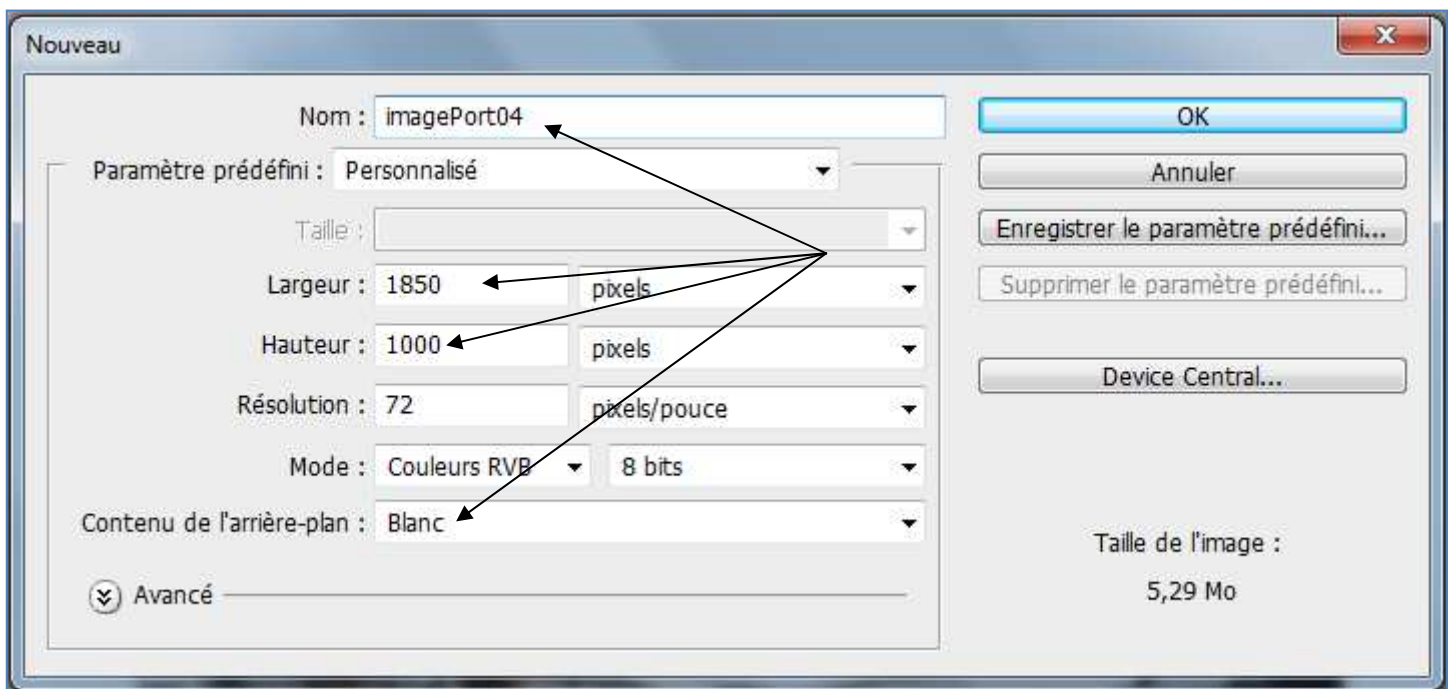 Nouveau
Nom : imagePort04
OK
Paramètre prédéfini : Personnalisé
Annuler
Taille :
Enregistrer le paramètre prédéfini...
Largeur : 1850 pixels
Supprimer le paramètre prédéfini...
Hauteur : 1000 pixels
Device Central...
Résolution : 72 pixels/pouce
Mode : Couleurs RVB 8 bits
Contenu de l'arrière-plan : Blanc
Taille de l'image :
5,29 Mo
Avancé